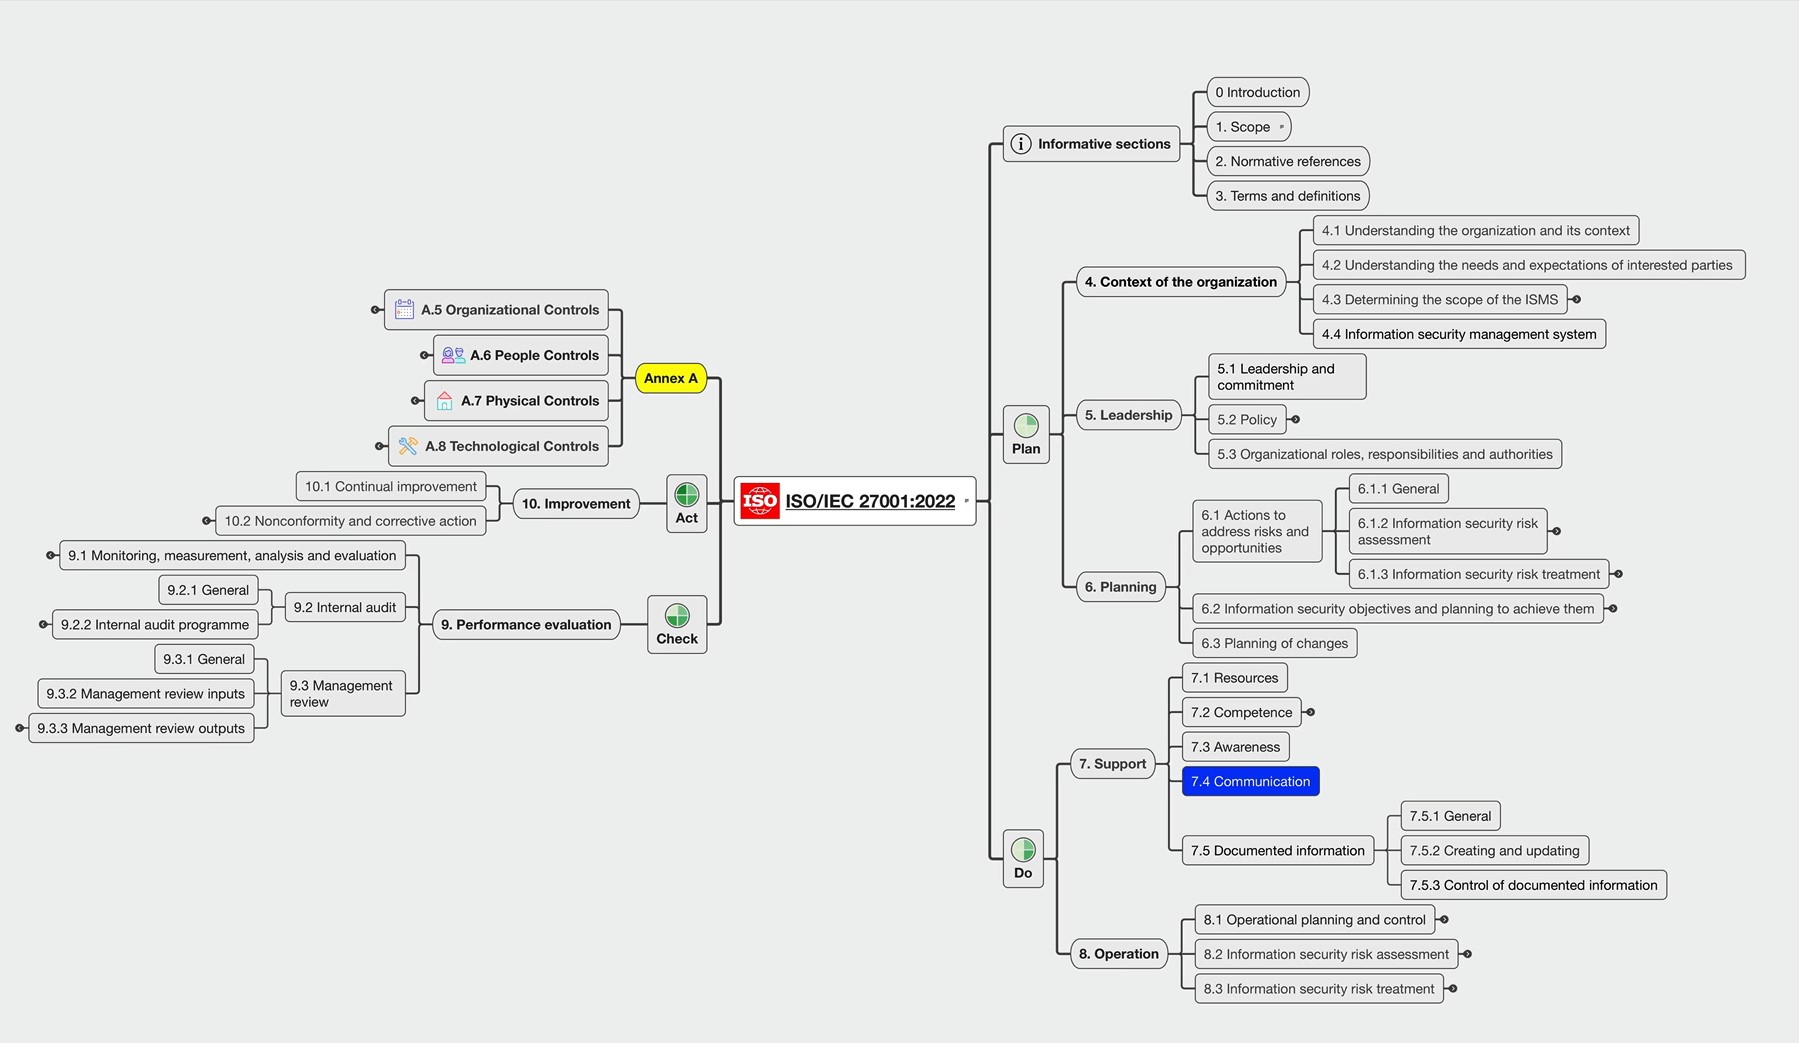 ISO
ISO/IEC 27001:2022
Informative sections
0 Introduction
1. Scope
2. Normative references
3. Terms and definitions
Plan
4. Context of the organization
4.1 Understanding the organization and its context
4.2 Understanding the needs and expectations of interested parties
4.3 Determining the scope of the ISMS
4.4 Information security management system
5. Leadership
5.1 Leadership and
commitment
5.2 Policy
5.3 Organizational roles, responsibilities and authorities
6. Planning
6.1 Actions to
address risks and
opportunities
6.1.1 General
6.1.2 Information security risk
assessment
6.1.3 Information security risk treatment
6.2 Information security objectives and planning to achieve them
6.3 Planning of changes
Do
7. Support
7.1 Resources
7.2 Competence
7.3 Awareness
7.4 Communication
7.5 Documented information
7.5.1 General
7.5.2 Creating and updating
7.5.3 Control of documented information
8. Operation
8.1 Operational planning and control
8.2 Information security risk assessment
8.3 Information security risk treatment
Annex A
A.5 Organizational Controls
A.6 People Controls
A.7 Physical Controls
A.8 Technological Controls
Act
10. Improvement
10.1 Continual improvement
10.2 Nonconformity and corrective action
Check
9. Performance evaluation
9.1 Monitoring, measurement, analysis and evaluation
9.2 Internal audit
9.2.1 General
9.2.2 Internal audit programme
9.3 Management
review
9.3.1 General
9.3.2 Management review inputs
9.3.3 Management review outputs